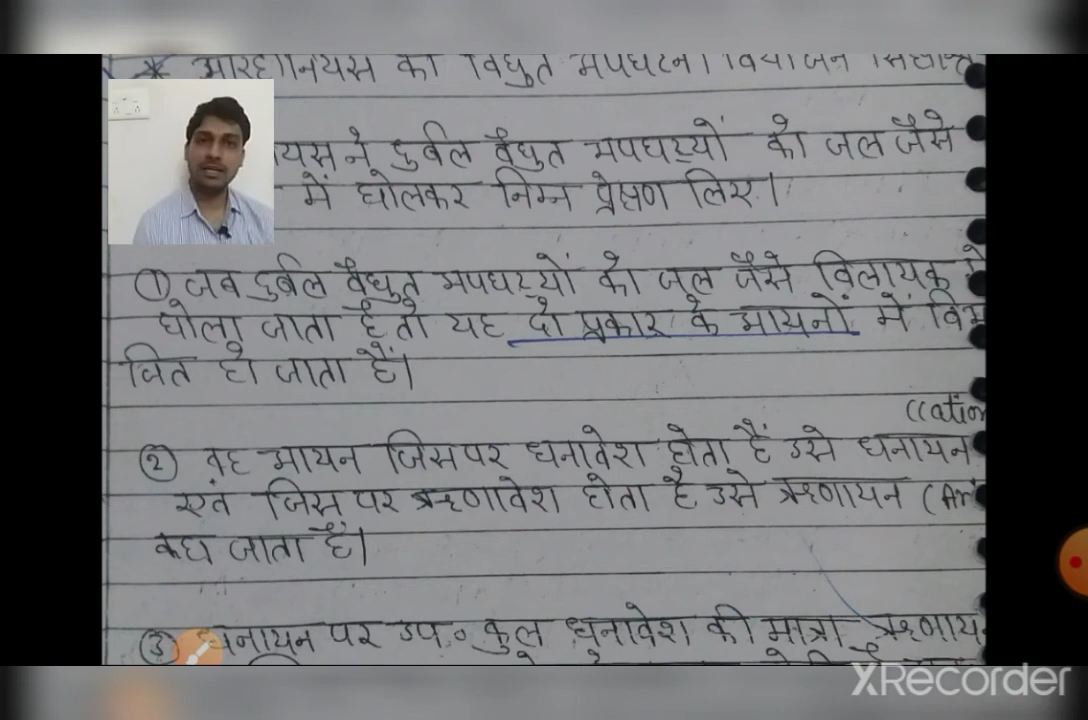 * आरहीनियस का विद्युत अपघटन। वियोजन सिद्धान्त
यस ने दुर्बल वैद्युत अपघट्यों को जल जैसे
में घोलकर निम्न प्रेक्षण लिए।
① जब दुर्बल वैद्युत अपघट्यों को जल जैसे विलायक में
घोला जाता है तो यह दो प्रकार के आयनों में विभ
जित हो जाता हैं।
(cation
② वह आयन जिसपर धनावेश होता हैं उसे धनायन
एवं जिस पर ऋणावेश होता है उसे ऋणायन (An
कहा जाता हैं।
③ धनायन पर उप० कुल धनावेश की मात्रा ऋणाय
XRecorder